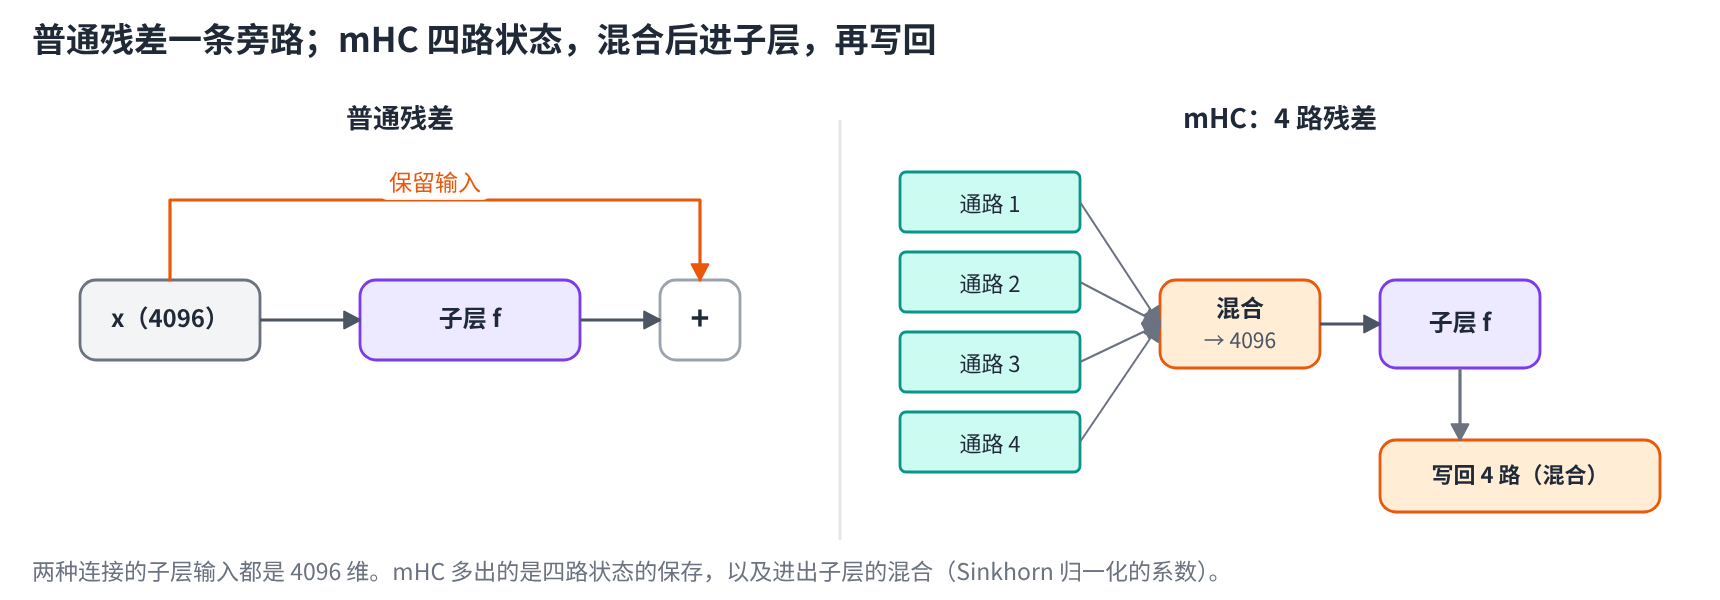 普通残差一条旁路；mHC 四路状态，混合后进子层，再写回
普通残差
保留输入
x（4096）
子层 f
+
mHC：4 路残差
通路 1
通路 2
通路 3
通路 4
混合
→ 4096
子层 f
写回 4 路（混合）
两种连接的子层输入都是 4096 维。mHC 多出的是四路状态的保存，以及进出子层的混合（Sinkhorn 归一化的系数）。